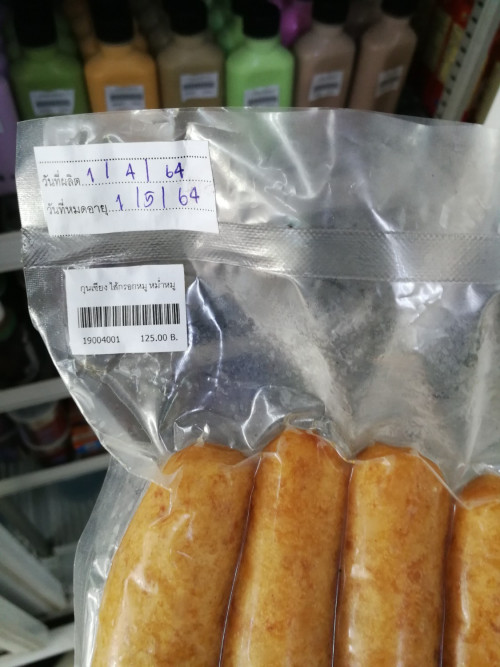 วันที่ผลิต 1 / 4 / 64
วันที่หมดอายุ 1 / 5 / 64
กุนเชียง ไส้กรอกหมู หม่ำหมู
19004001 125.00 B.